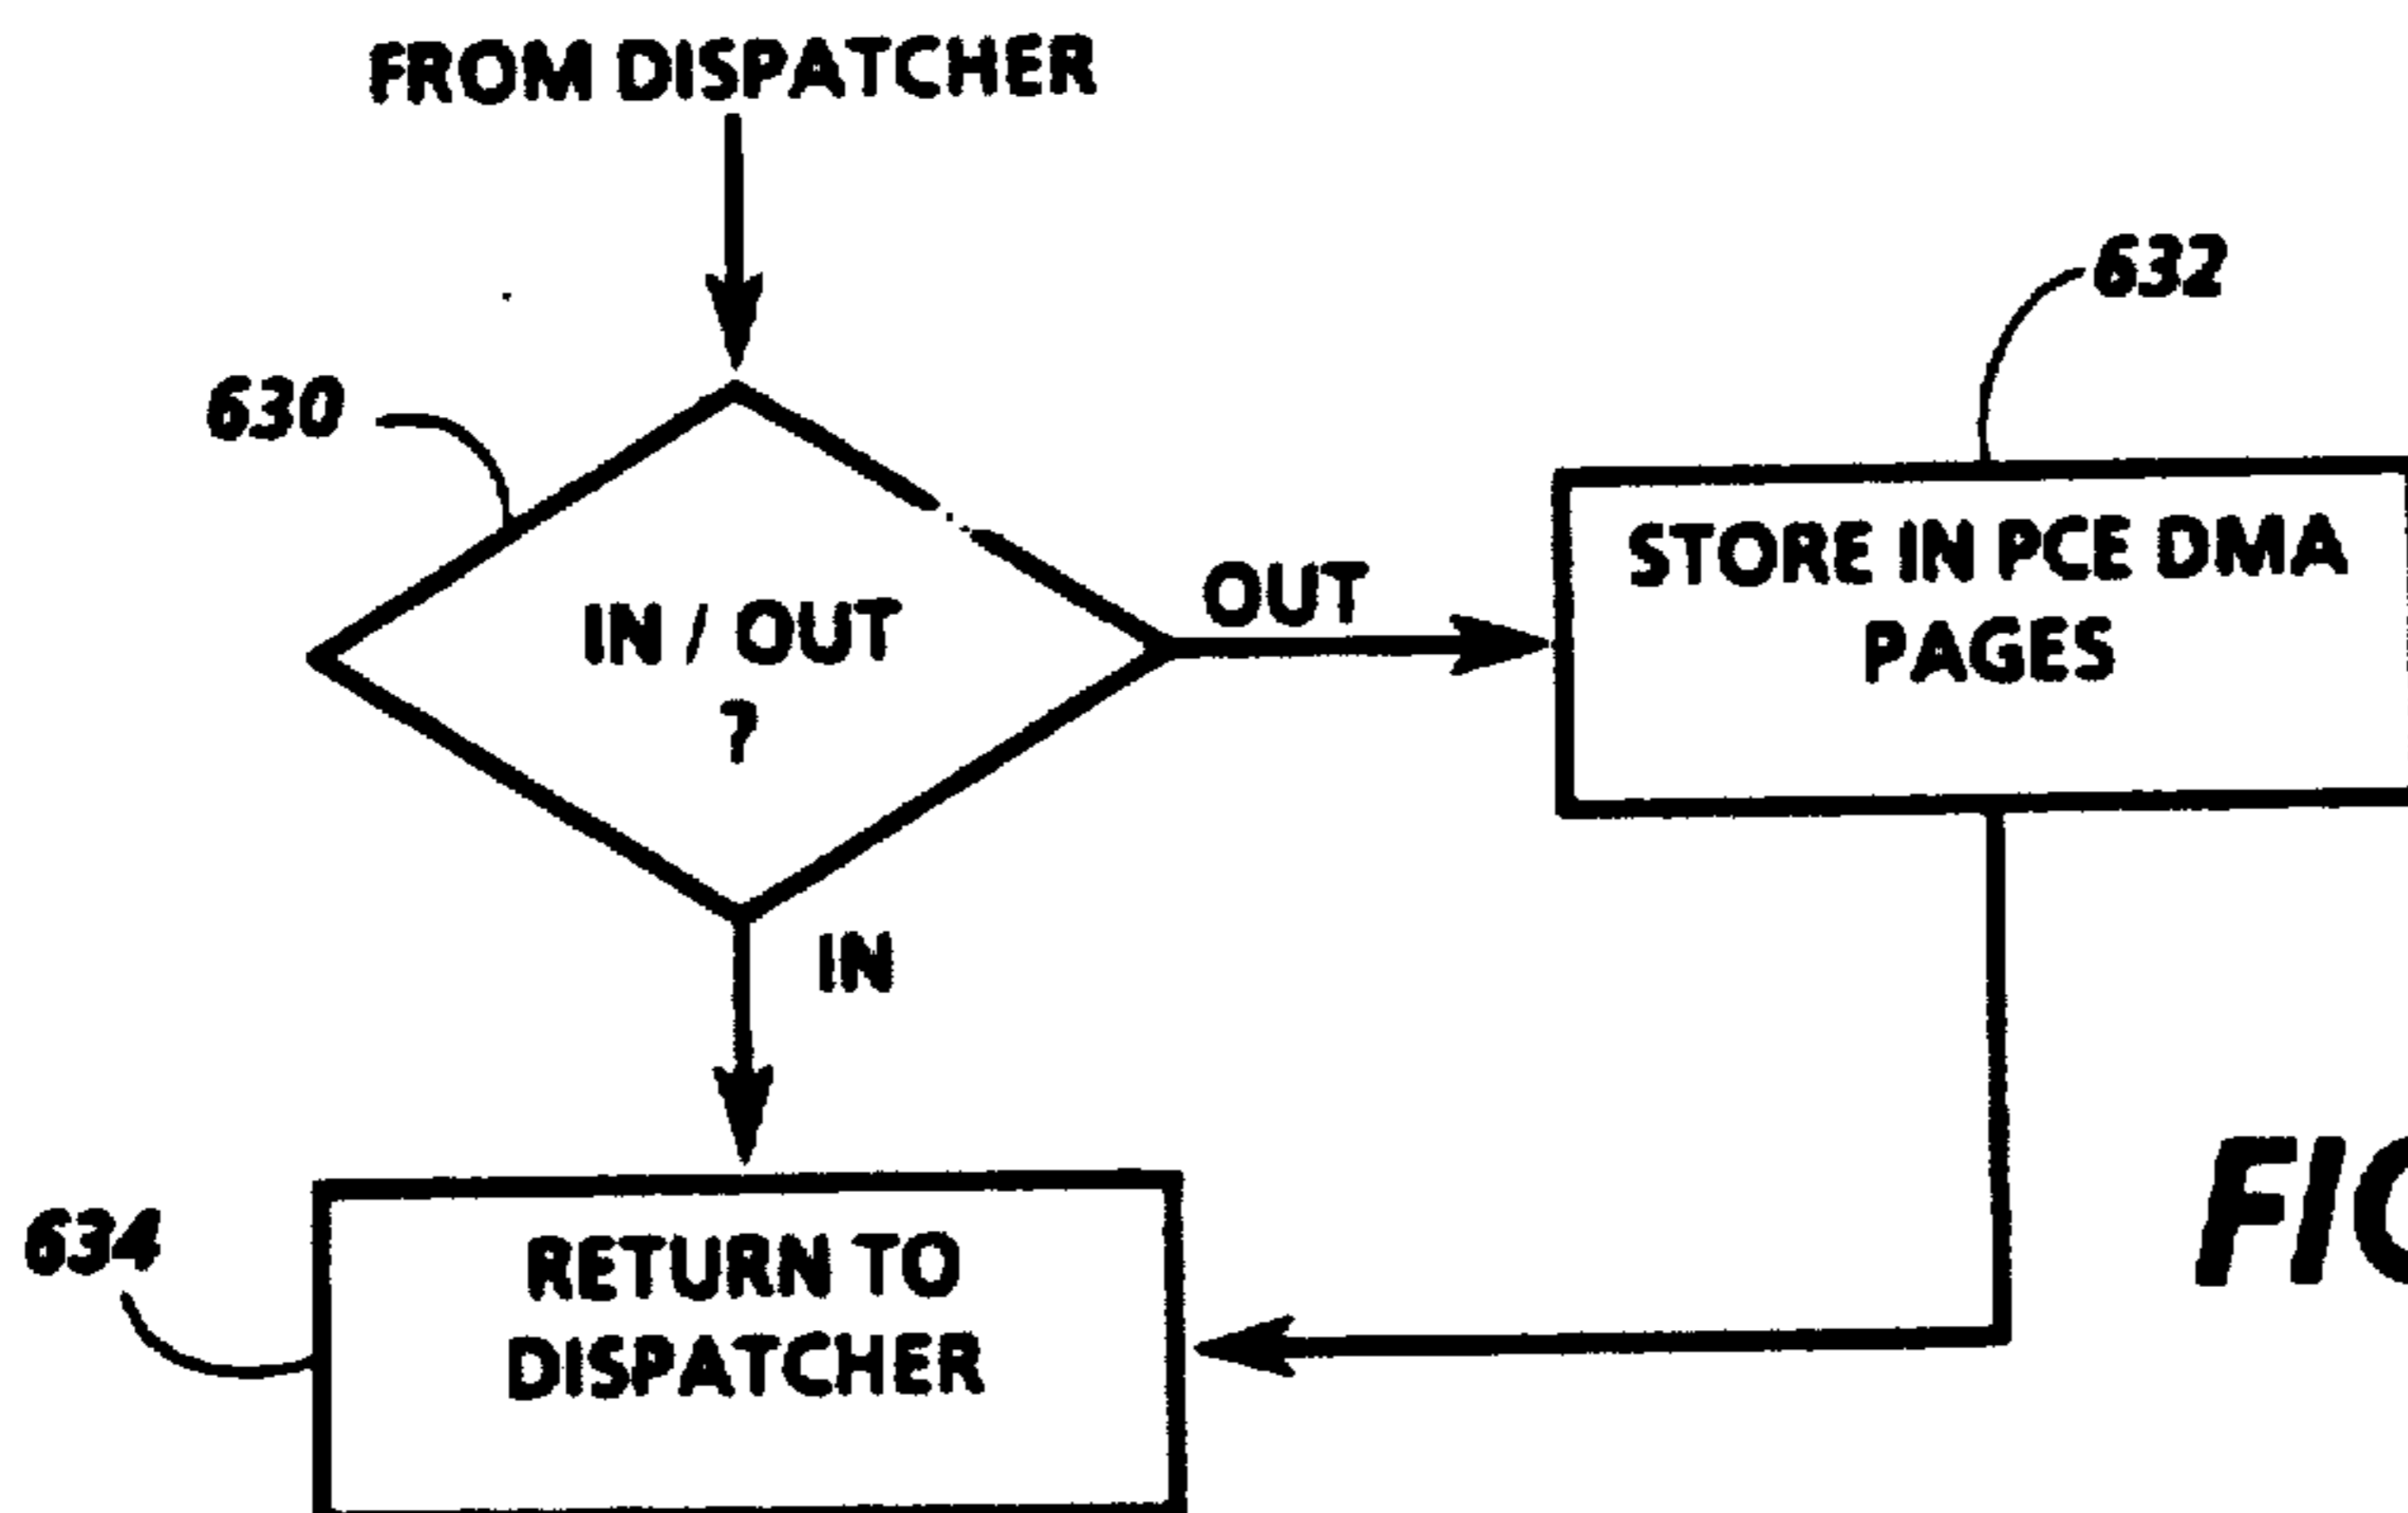 FROM DISPATCHER
632
630
OUT
STORE IN PCE DMA
PAGES
IN / OUT
?
IN
634
RETURN TO
DISPATCHER